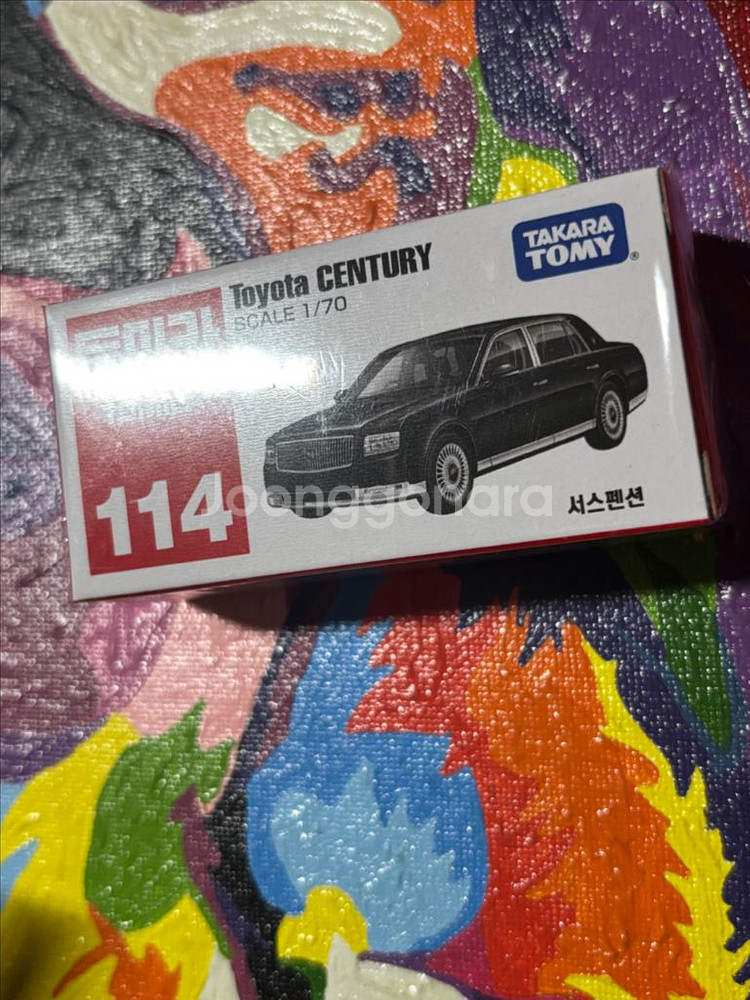 TAKARA
TOMY
Toyota CENTURY
SCALE 1/70
114
서스펜션
Joonggonara